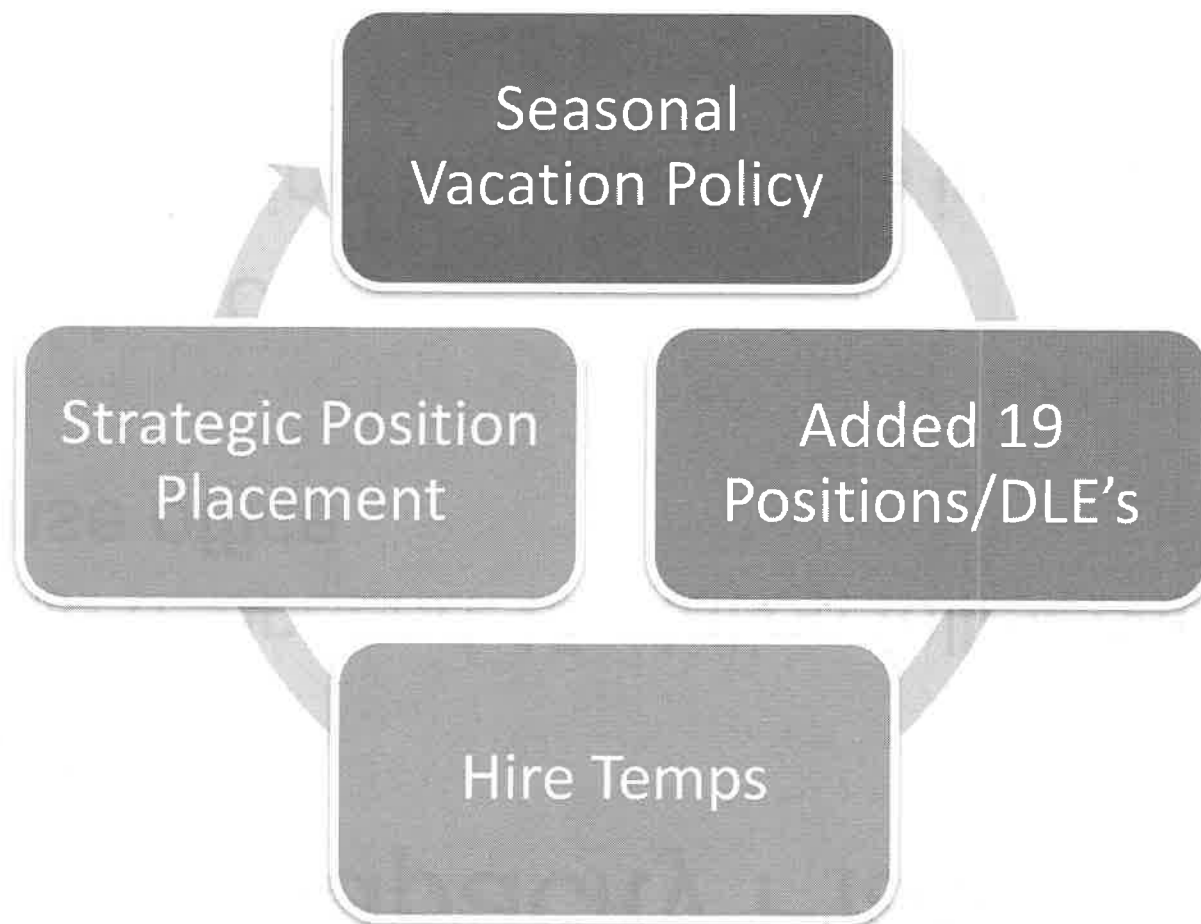 Seasonal
Vacation Policy
Added 19
Positions/DLE's
Hire Temps
Strategic Position
Placement